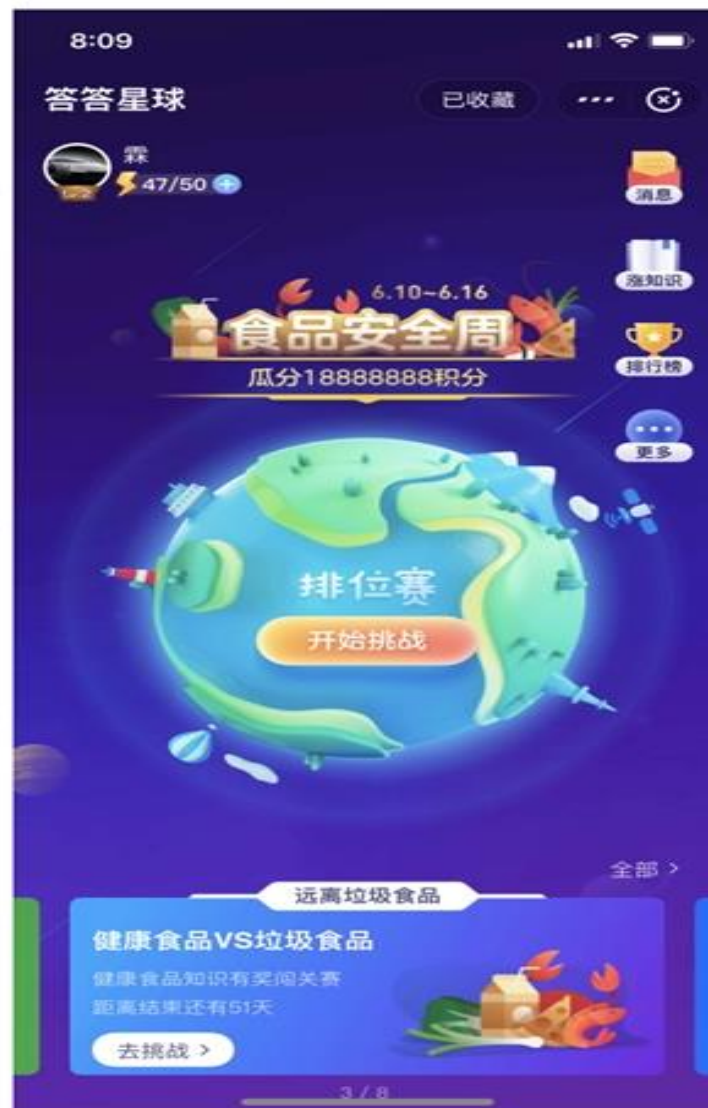 8:09
答答星球
已收藏
霖
47/50
消息
涨知识
6.10~6.16
食品安全周
排行榜
瓜分18888888积分
更多
排位赛
开始挑战
全部 >
远离垃圾食品
健康食品VS垃圾食品
健康食品知识有奖闯关赛
距离结束还有51天
去挑战 >
3 / 8